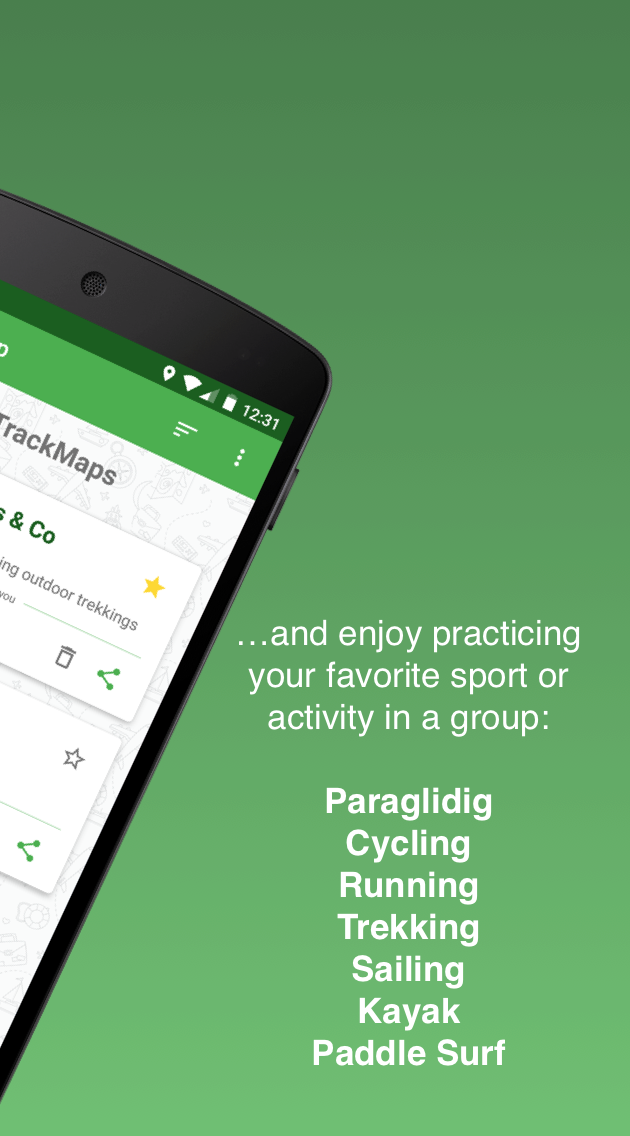 12:31
TrackMaps
s & Co
ing outdoor trekkings
you
…and enjoy practicing
your favorite sport or
activity in a group:
Paraglidig
Cycling
Running
Trekking
Sailing
Kayak
Paddle Surf